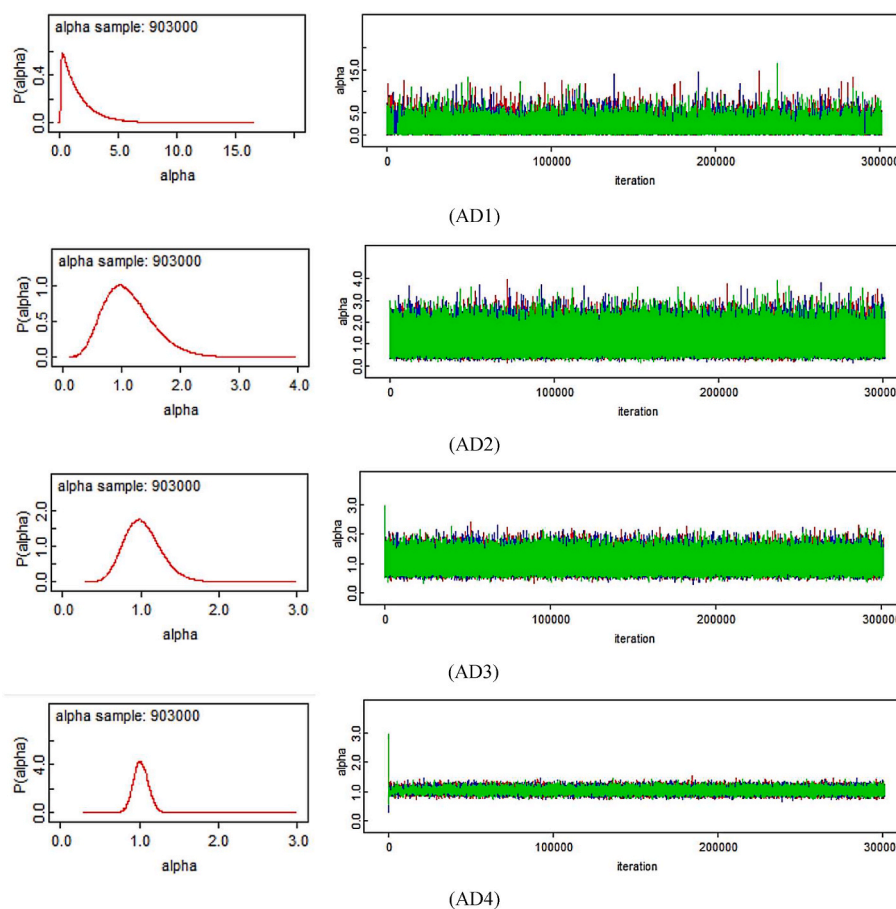 alpha sample: 903000
P(alpha)
0.4
0.0
0.0 5.0 10.0 15.0
alpha
alpha
15.0
5.0
0.0
0 100000 200000 300000
iteration
(AD1)
alpha sample: 903000
P(alpha)
1.0
0.5
0.0
0.0 1.0 2.0 3.0 4.0
alpha
alpha
4.0
3.0
2.0
1.0
0.0
0 100000 200000 300000
iteration
(AD2)
alpha sample: 903000
P(alpha)
2.0
1.0
0.0
0.0 1.0 2.0 3.0
alpha
alpha
3.0
2.0
1.0
0.0
0 100000 200000 300000
iteration
(AD3)
alpha sample: 903000
P(alpha)
4.0
0.0
0.0 1.0 2.0 3.0
alpha
alpha
3.0
2.0
1.0
0.0
0 100000 200000 300000
iteration
(AD4)